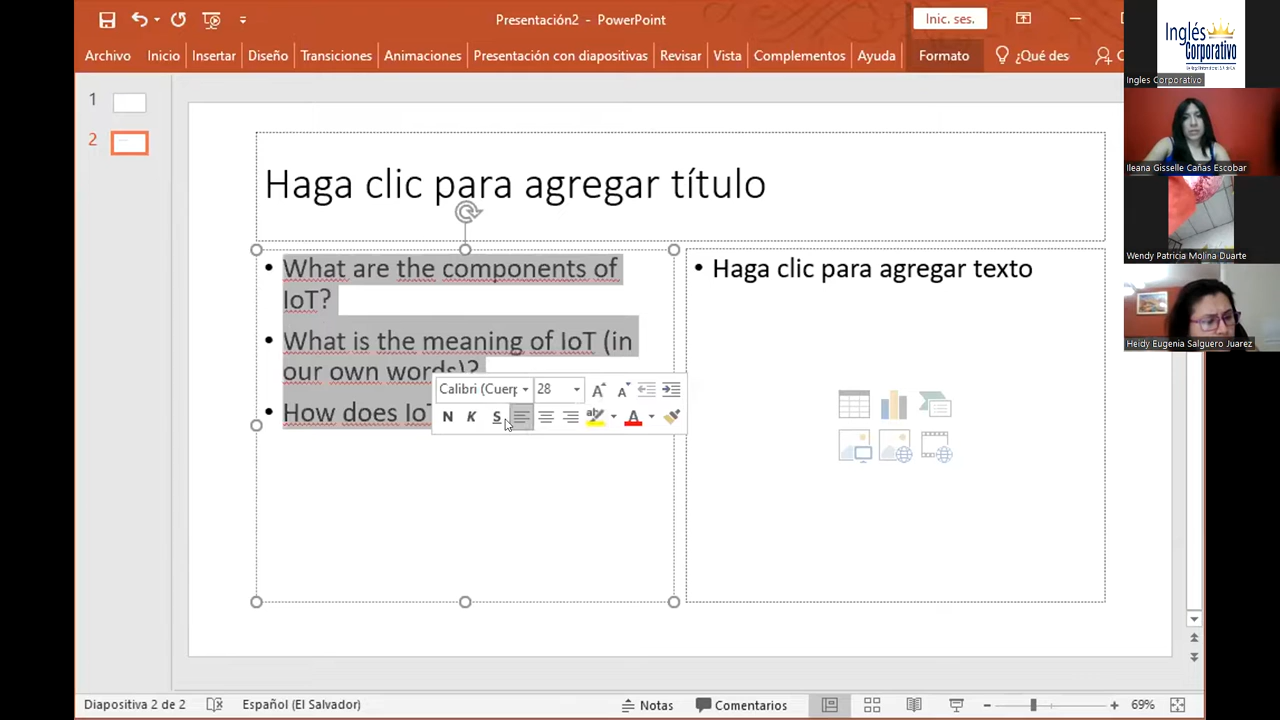 Presentación2 - PowerPoint
Inic. ses.
Archivo Inicio Insertar Diseño Transiciones Animaciones Presentación con diapositivas Revisar Vista Complementos Ayuda Formato ¿Qué des
1
2
Haga clic para agregar título
• What are the components of
IoT?
• What is the meaning of IoT (in
our own words)?
• How does IoT
• Haga clic para agregar texto
Calibri (Cuerp 28
N K S
Diapositiva 2 de 2 Español (El Salvador) Notas Comentarios 69%
Inglés
Corporativo
Ingles Corporativo
Ileana Gisselle Cañas Escobar
Wendy Patricia Molina Duarte
Heidy Eugenia Salguero Juarez